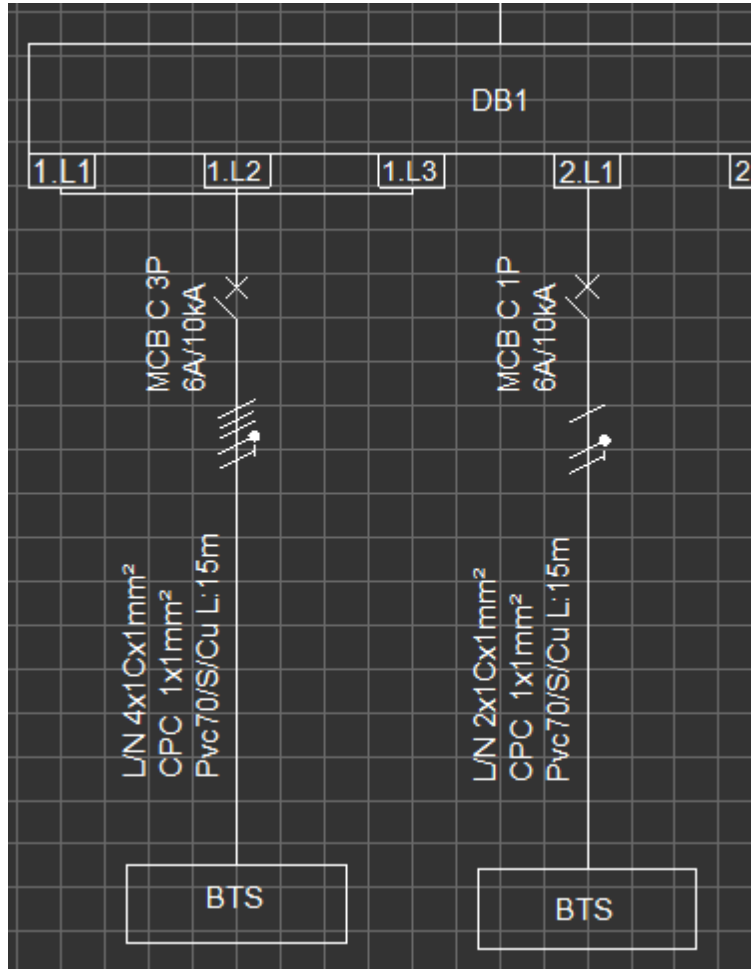 DB1
1.L1
1.L2
1.L3
2.L1
2
MCB C 3P
6A/10kA
MCB C 1P
6A/10kA
L/N 4x1Cx1mm²
CPC 1x1mm²
Pvc70/S/Cu L:15m
L/N 2x1Cx1mm²
CPC 1x1mm²
Pvc70/S/Cu L:15m
BTS
BTS